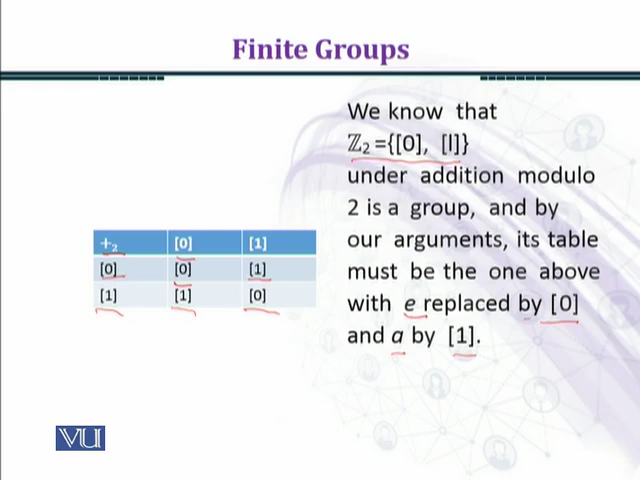 Finite Groups
We know that
ℤ₂ ={[0], [l]}
under addition modulo
2 is a group, and by
our arguments, its table
must be the one above
with e replaced by [0]
and a by [1].
+₂ [0] [1]
[0] [0] [1]
[1] [1] [0]
VU